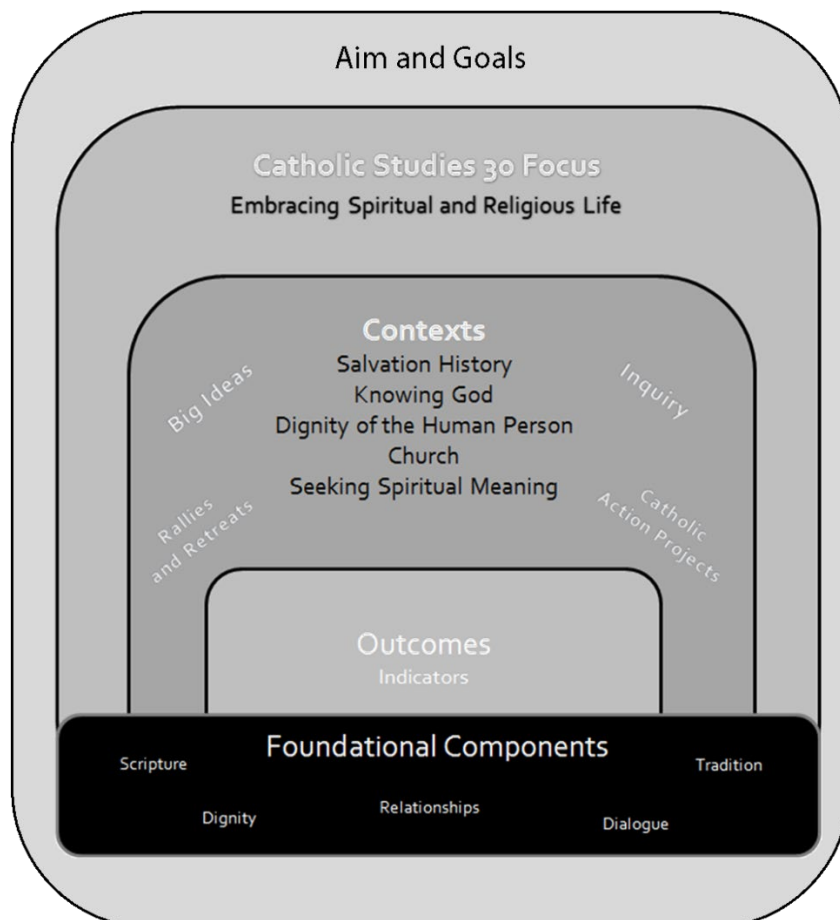 Aim and Goals
Catholic Studies 30 Focus
Embracing Spiritual and Religious Life
Contexts
Salvation History
Knowing God
Dignity of the Human Person
Church
Seeking Spiritual Meaning
Big Ideas
Inquiry
Rallies
and Retreats
Catholic
Action Projects
Outcomes
Indicators
Foundational Components
Scripture
Tradition
Dignity
Relationships
Dialogue